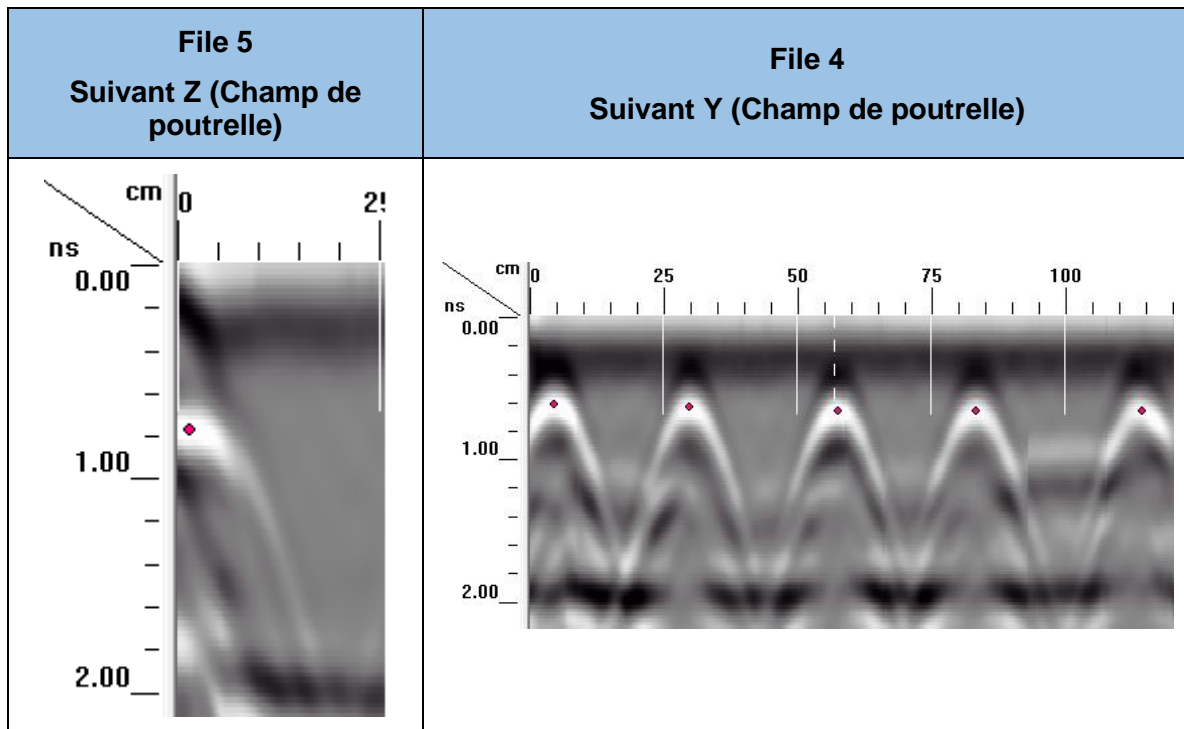 File 5
Suivant Z (Champ de
poutrelle)
File 4
Suivant Y (Champ de poutrelle)
cm
0
ns
0.00
1.00
2.00
cm
0 25 50 75 100
ns
0.00
1.00
2.00